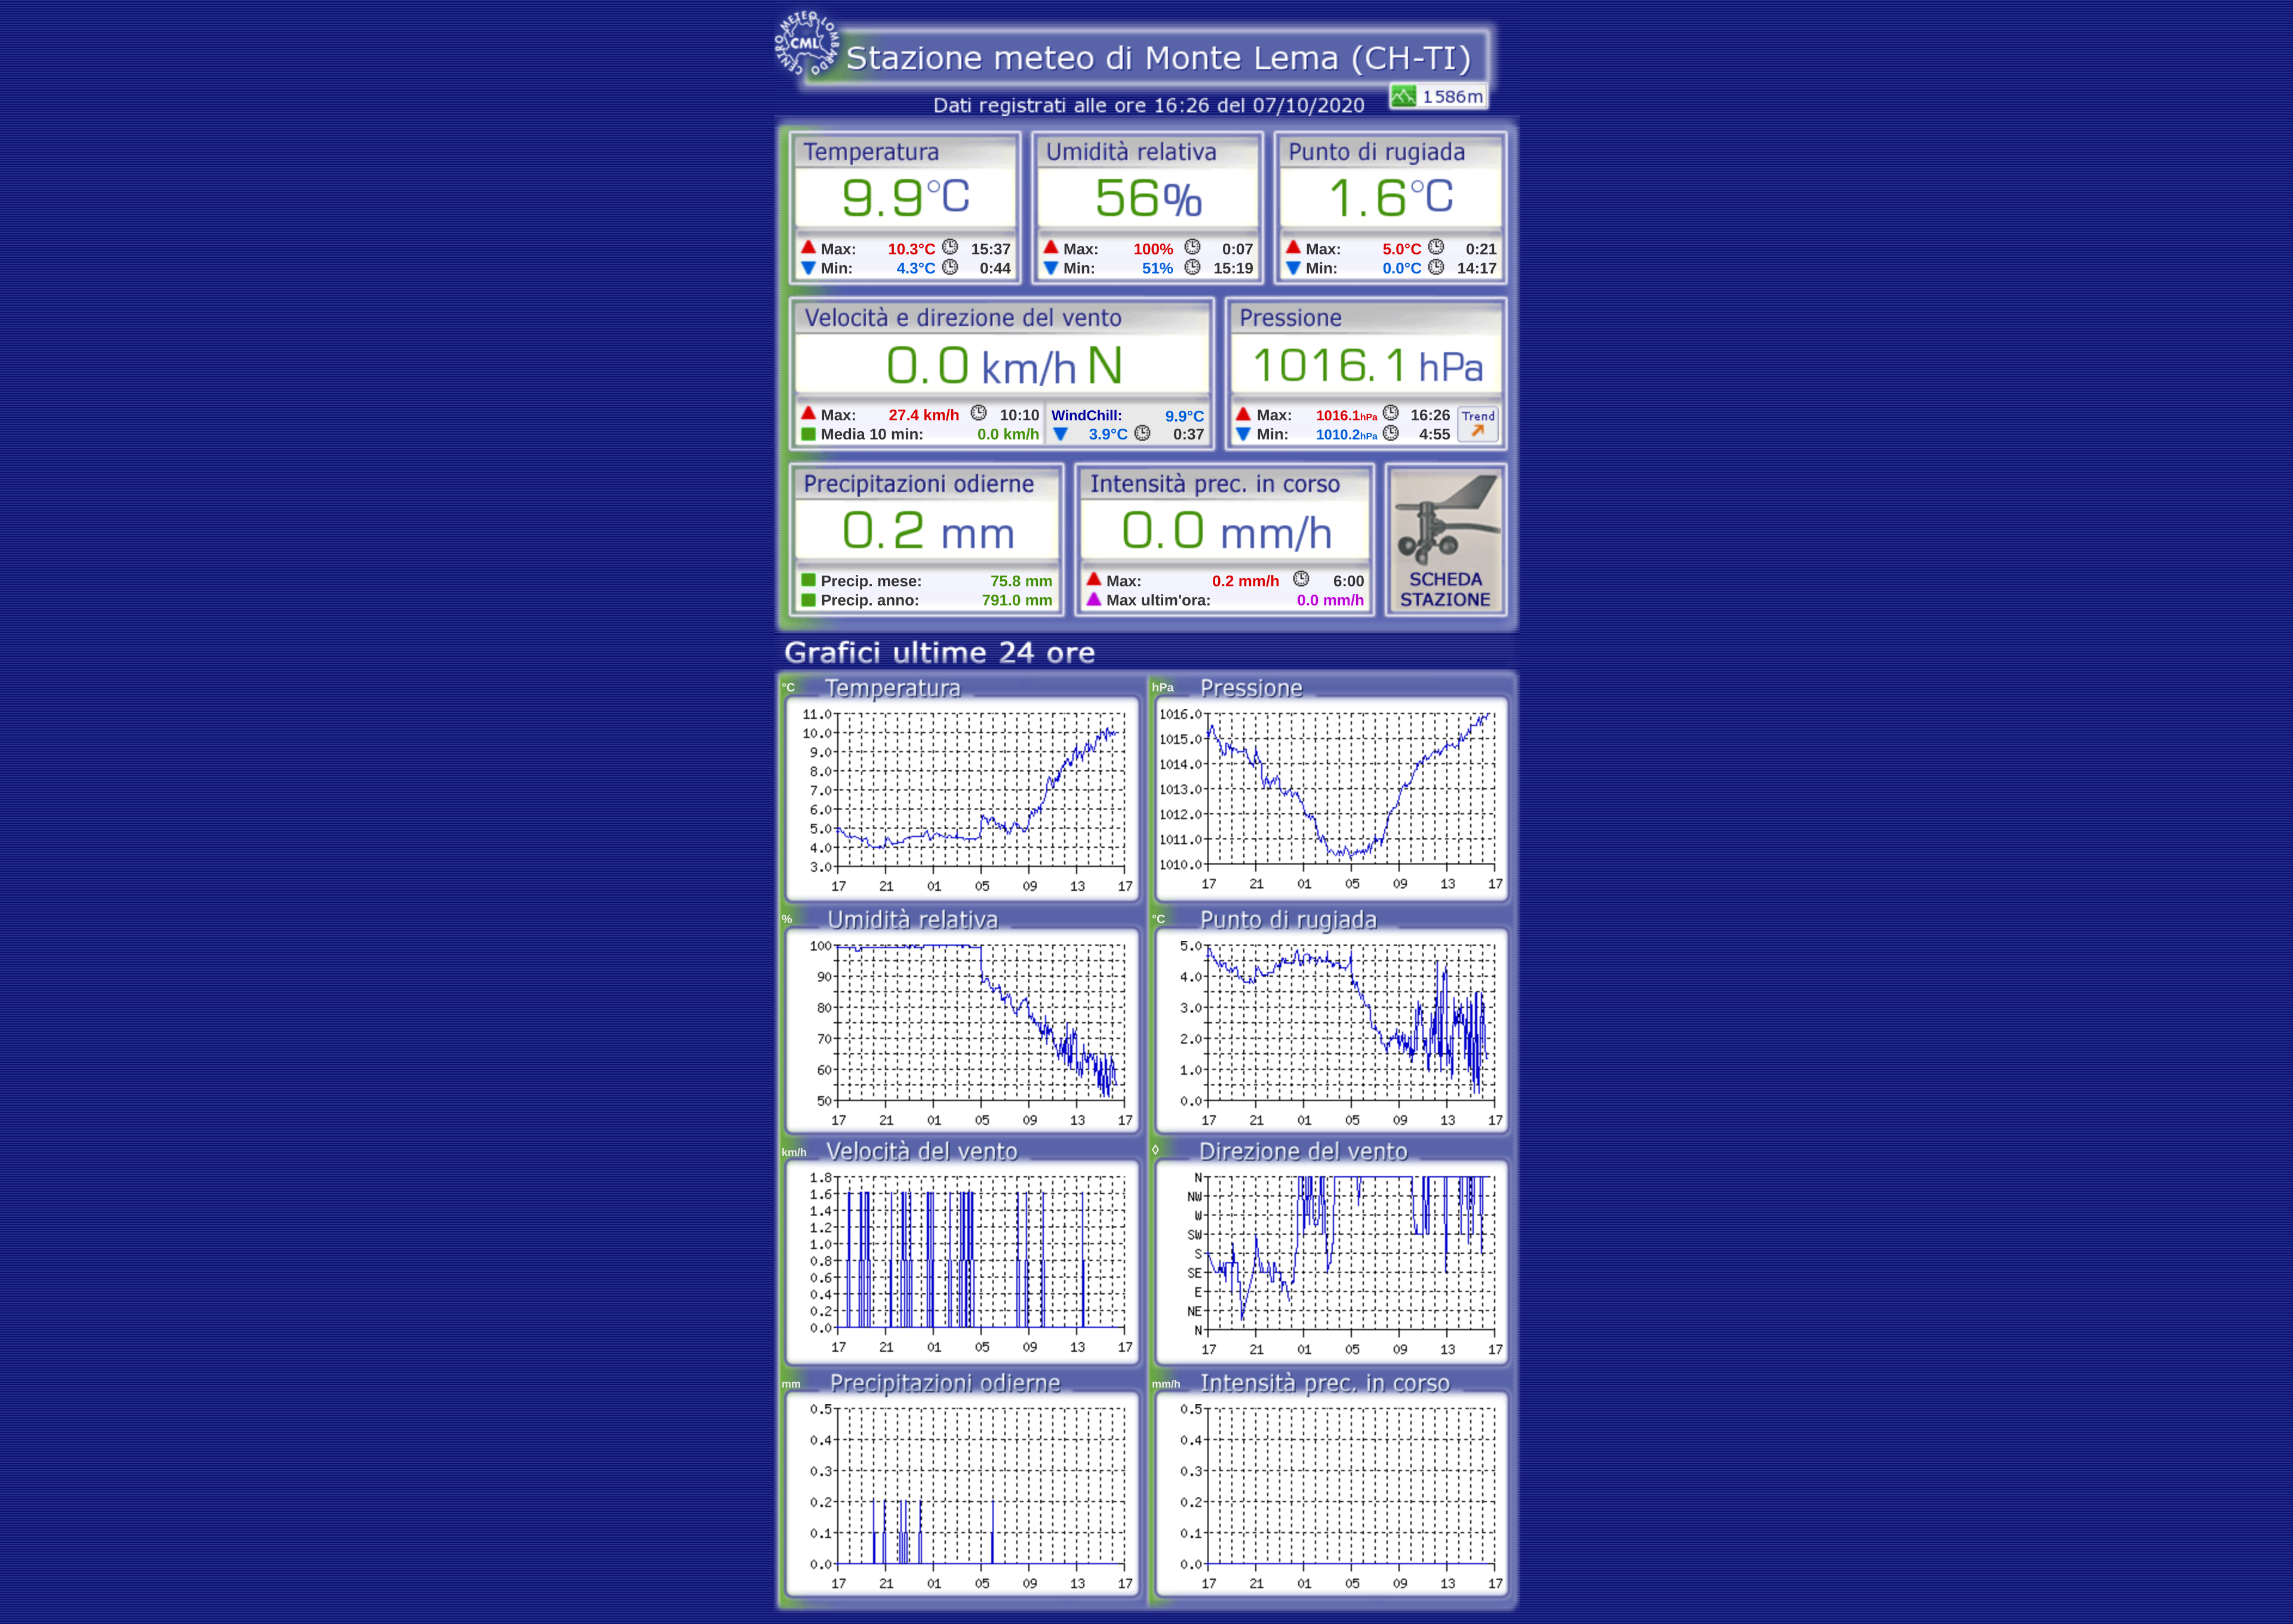 CENTRO METEO LOMBARDO
CML
Stazione meteo di Monte Lema (CH-TI)
Dati registrati alle ore 16:26 del 07/10/2020
1586m
Temperatura
9.9°C
Max: 10.3°C 15:37
Min: 4.3°C 0:44
Umidità relativa
56%
Max: 100% 0:07
Min: 51% 15:19
Punto di rugiada
1.6°C
Max: 5.0°C 0:21
Min: 0.0°C 14:17
Velocità e direzione del vento
0.0 km/h N
Max: 27.4 km/h 10:10
Media 10 min: 0.0 km/h
WindChill: 9.9°C
3.9°C 0:37
Pressione
1016.1 hPa
Max: 1016.1hPa 16:26
Min: 1010.2hPa 4:55
Trend
Precipitazioni odierne
0.2 mm
Precip. mese: 75.8 mm
Precip. anno: 791.0 mm
Intensità prec. in corso
0.0 mm/h
Max: 0.2 mm/h 6:00
Max ultim'ora: 0.0 mm/h
SCHEDA
STAZIONE
Grafici ultime 24 ore
°C Temperatura
11.0
10.0
9.0
8.0
7.0
6.0
5.0
4.0
3.0
17 21 01 05 09 13 17
hPa Pressione
1016.0
1015.0
1014.0
1013.0
1012.0
1011.0
1010.0
17 21 01 05 09 13 17
% Umidità relativa
100
90
80
70
60
50
17 21 01 05 09 13 17
°C Punto di rugiada
5.0
4.0
3.0
2.0
1.0
0.0
17 21 01 05 09 13 17
km/h Velocità del vento
1.8
1.6
1.4
1.2
1.0
0.8
0.6
0.4
0.2
0.0
17 21 01 05 09 13 17
◊ Direzione del vento
N
NW
W
SW
S
SE
E
NE
N
17 21 01 05 09 13 17
mm Precipitazioni odierne
0.5
0.4
0.3
0.2
0.1
0.0
17 21 01 05 09 13 17
mm/h Intensità prec. in corso
0.5
0.4
0.3
0.2
0.1
0.0
17 21 01 05 09 13 17